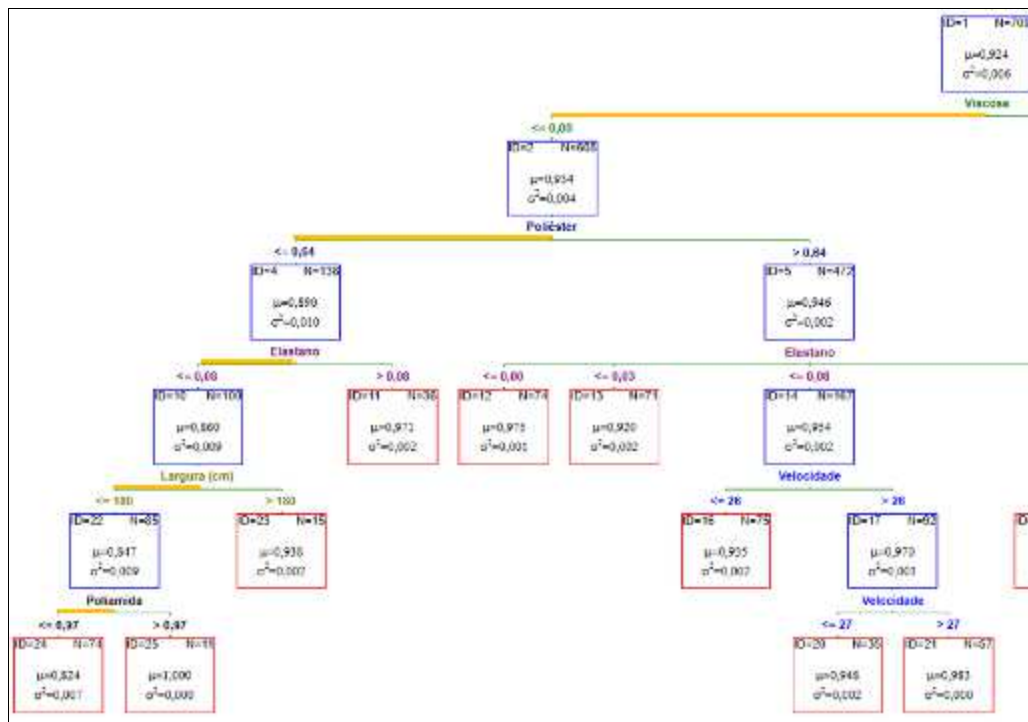 ID=1
μ=0,924
σ²=0,006
Viscose
<= 0,00
ID=2
μ=0,934
σ²=0,004
Poliéster
<= 0,64 > 0,64
ID=4 ID=5 N=472
μ=0,890 μ=0,946
σ²=0,010 σ²=0,002
Elastano Elastano
<= 0,08 > 0,08 <= 0,00 <= 0,03 <= 0,08
ID=10 N=100 ID=11 ID=12 N=74 ID=13 N=71 ID=14 N=167
μ=0,860 μ=0,971 μ=0,975 μ=0,920 μ=0,954
σ²=0,009 σ²=0,002 σ²=0,001 σ²=0,002 σ²=0,002
Largura (cm) Velocidade
<= 180 > 180 <= 26 > 26
ID=22 N=85 ID=23 N=15 ID=16 N=75 ID=17 N=92
μ=0,847 μ=0,938 μ=0,935 μ=0,970
σ²=0,009 σ²=0,002 σ²=0,002 σ²=0,001
Poliamida Velocidade
<= 0,97 > 0,97 <= 27 > 27
ID=24 N=74 ID=25 N=11 ID=20 N=35 ID=21 N=57
μ=0,824 μ=1,000 μ=0,983
σ²=0,007 σ²=0,000 σ²=0,002 σ²=0,000